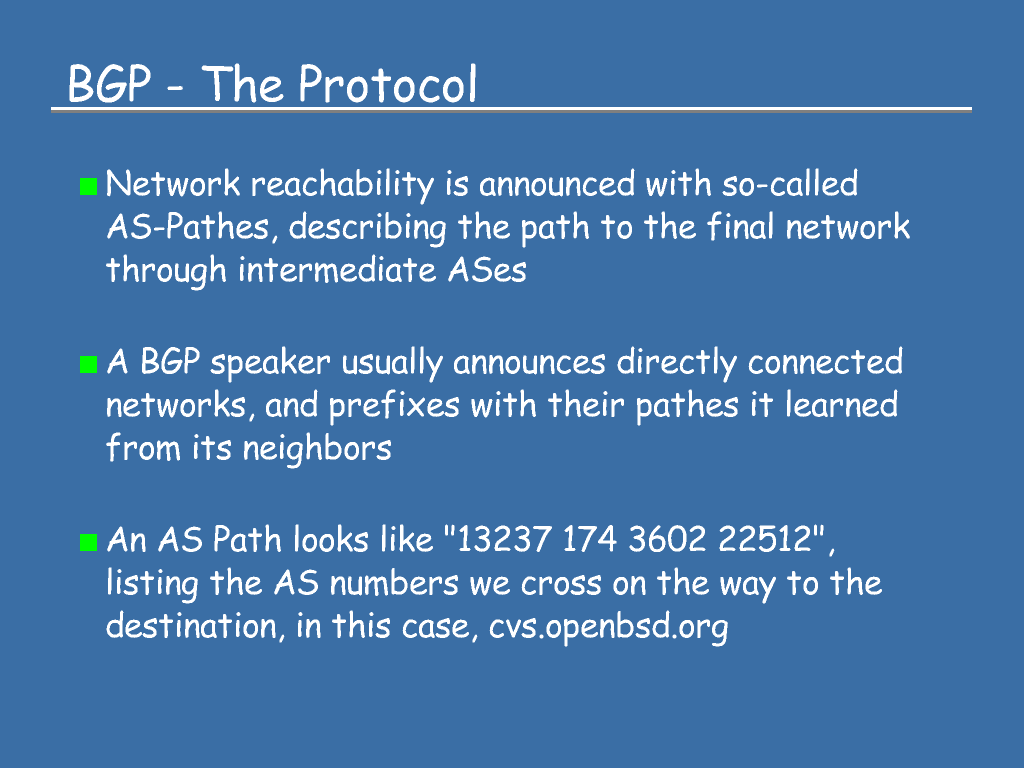 BGP - The Protocol
Network reachability is announced with so-called
AS-Pathes, describing the path to the final network
through intermediate ASes
A BGP speaker usually announces directly connected
networks, and prefixes with their pathes it learned
from its neighbors
An AS Path looks like "13237 174 3602 22512",
listing the AS numbers we cross on the way to the
destination, in this case, cvs.openbsd.org